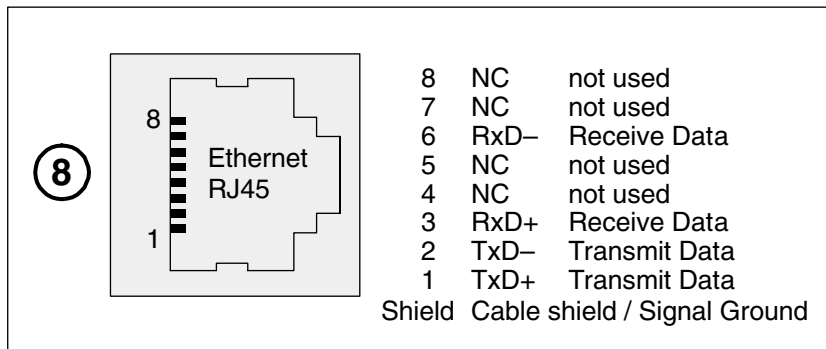 8
8
1
Ethernet
RJ45
8 NC not used
7 NC not used
6 RxD– Receive Data
5 NC not used
4 NC not used
3 RxD+ Receive Data
2 TxD– Transmit Data
1 TxD+ Transmit Data
Shield Cable shield / Signal Ground